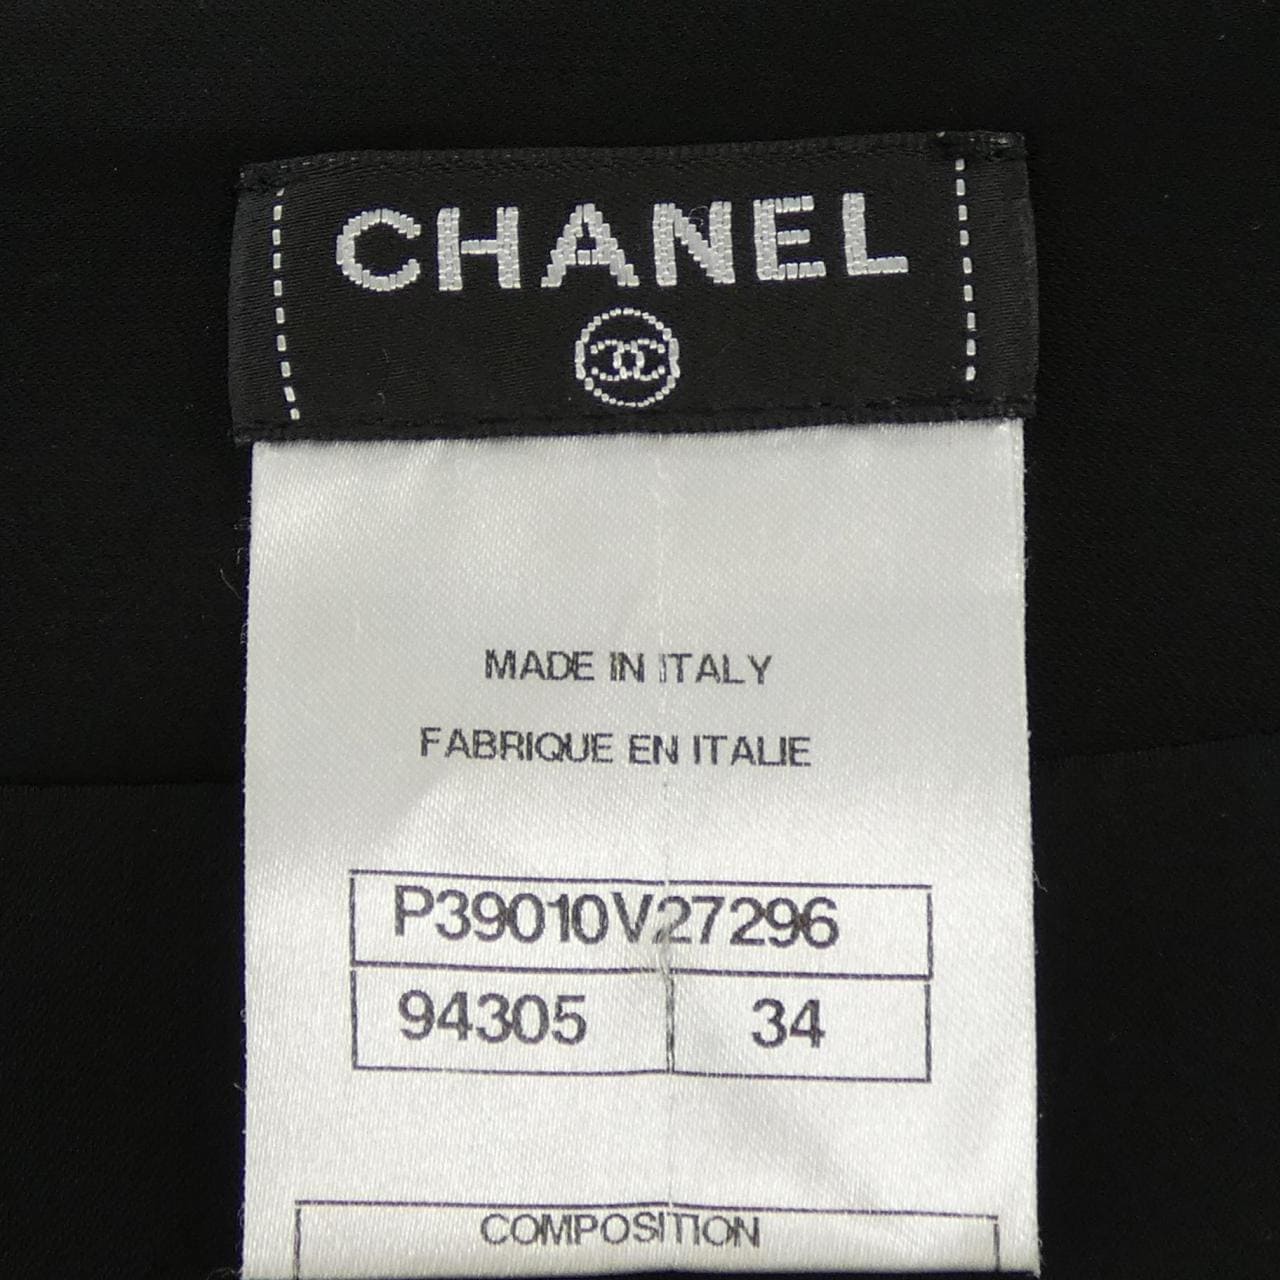 CHANEL
MADE IN ITALY
FABRIQUE EN ITALIE
P39010V27296
94305 34
COMPOSITION